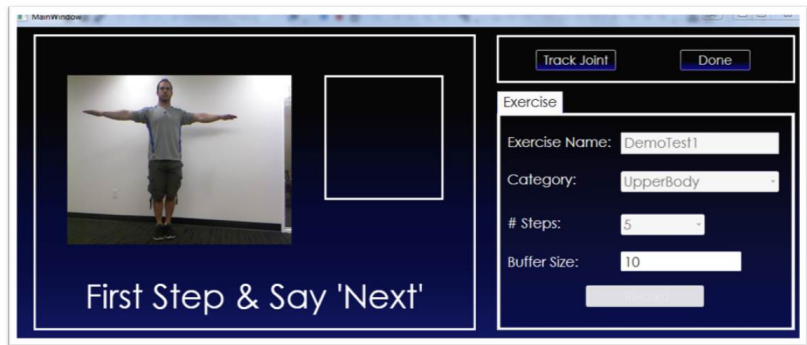 MainWindow
Track Joint
Done
Exercise
Exercise Name:
DemoTest1
Category:
UpperBody
# Steps:
5
Buffer Size:
10
First Step & Say 'Next'